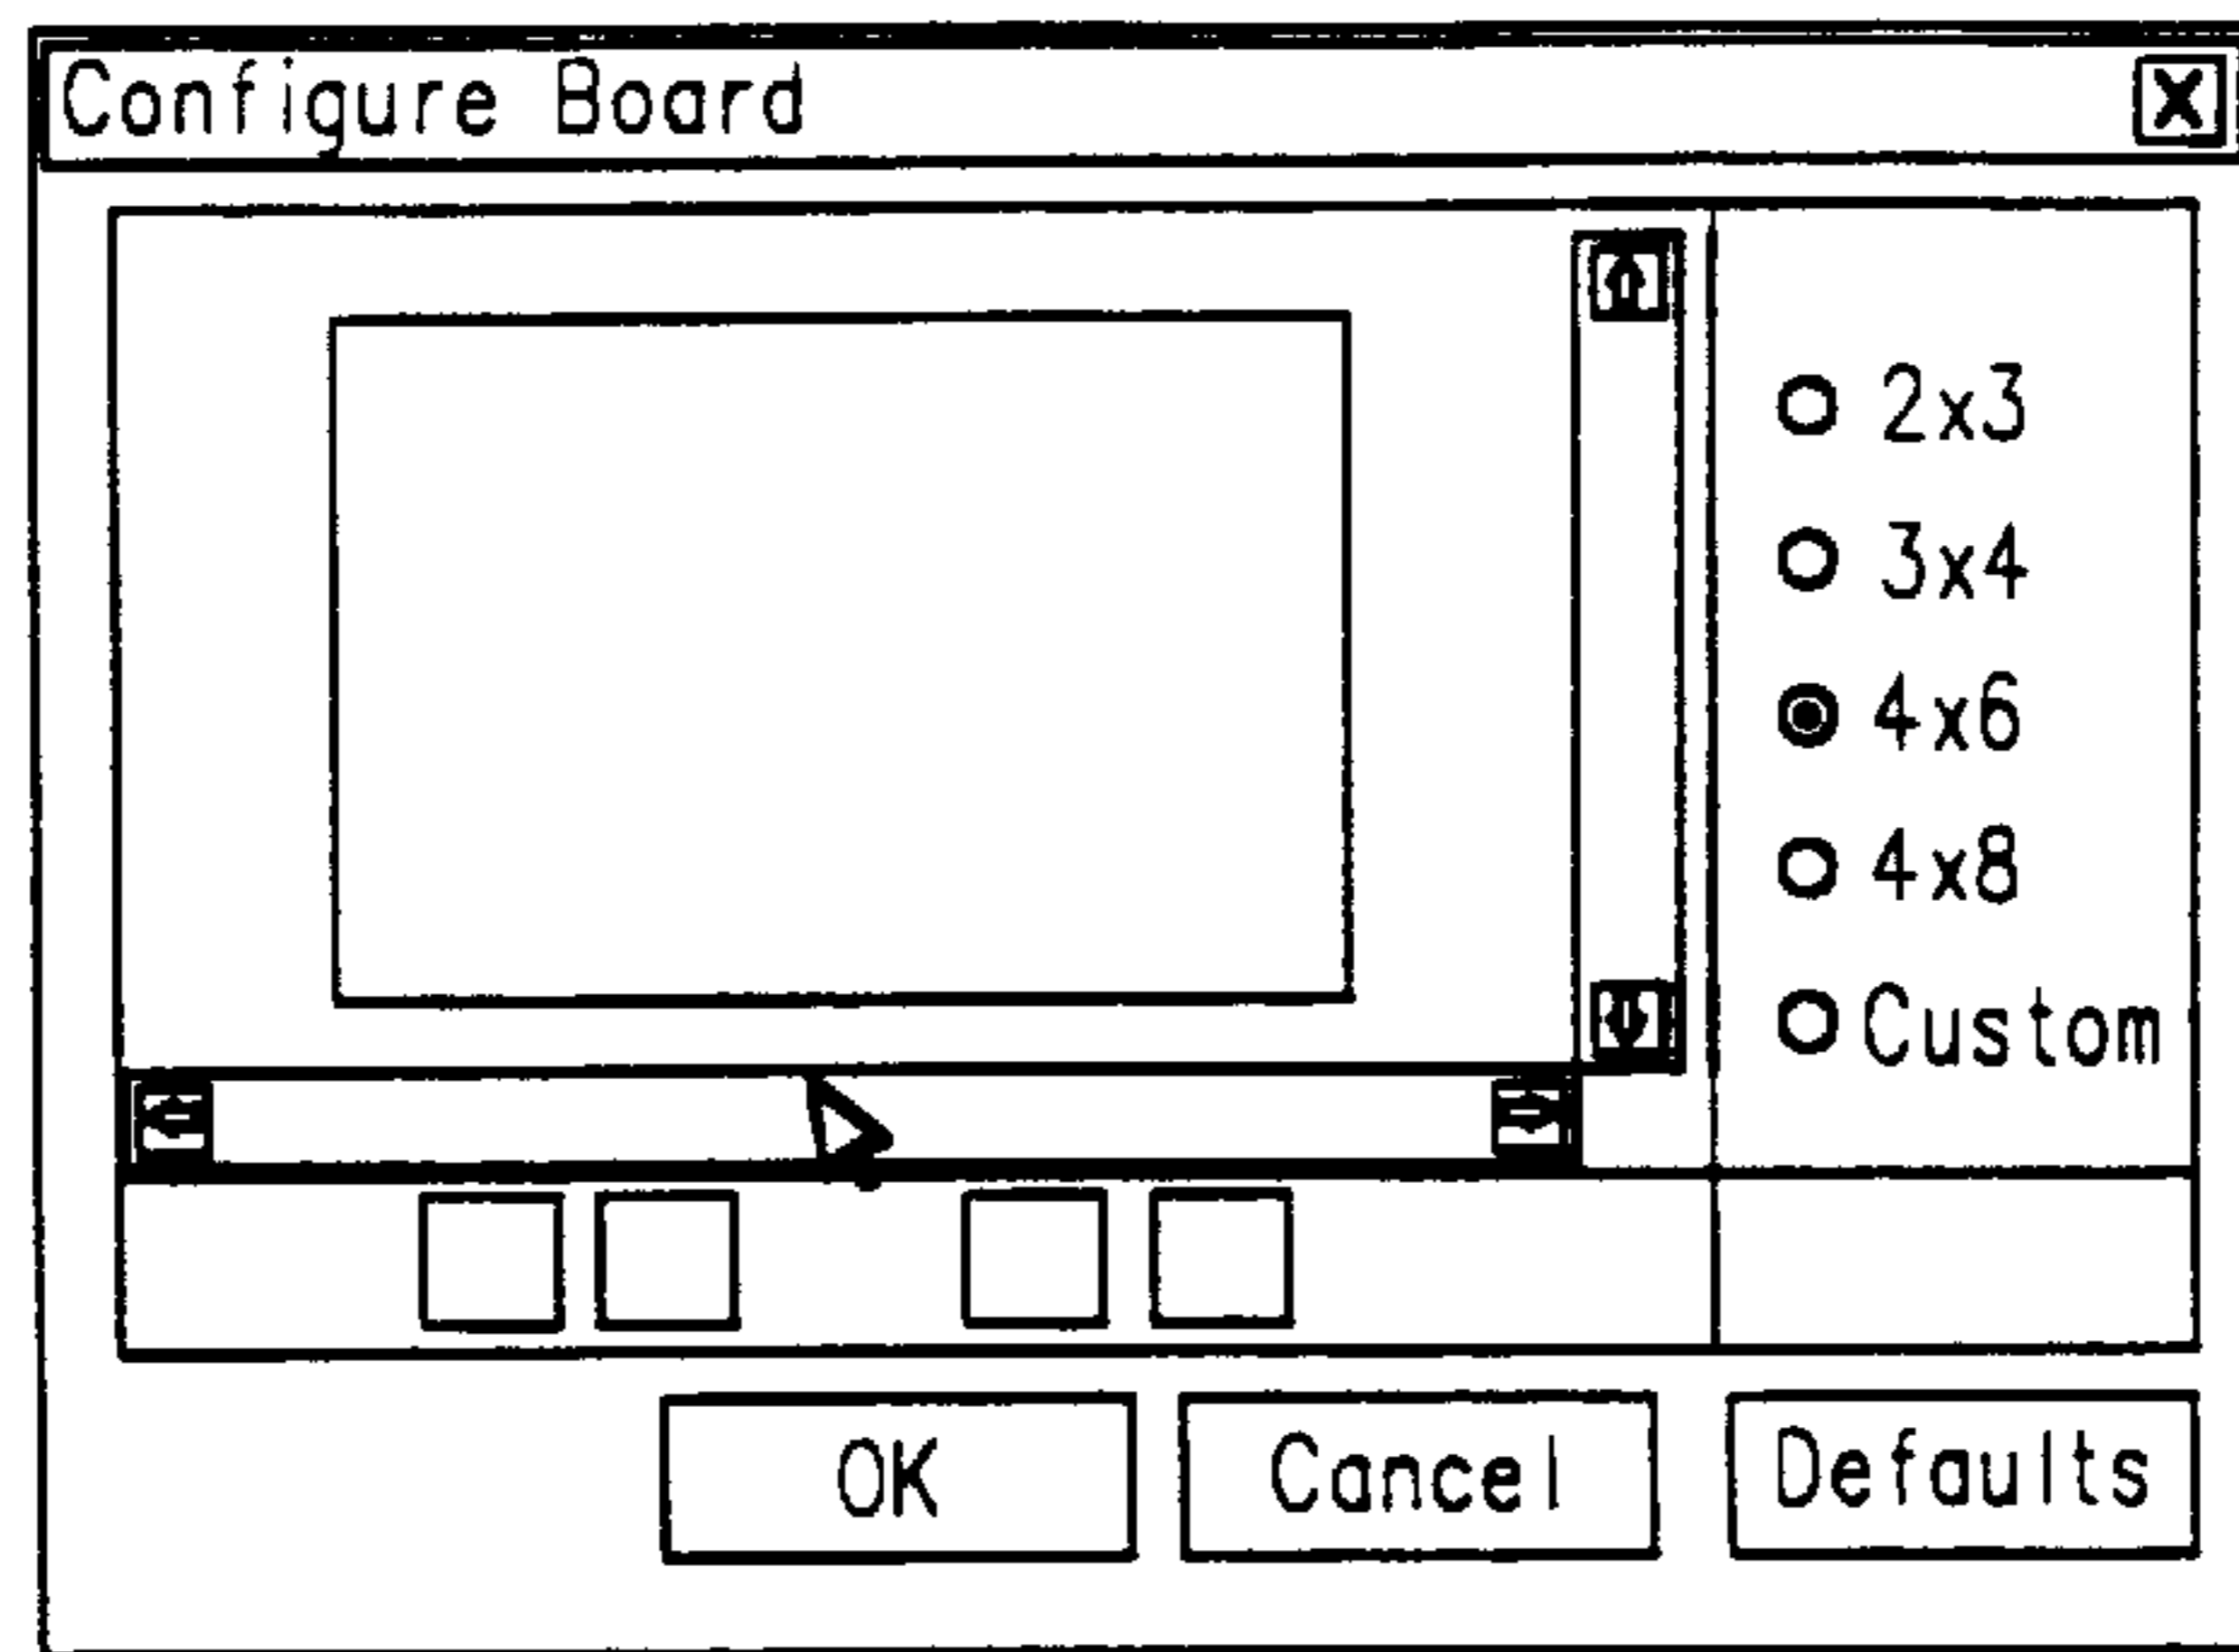 Configure Board
2x3
3x4
4x6
4x8
Custom
OK
Cancel
Defaults